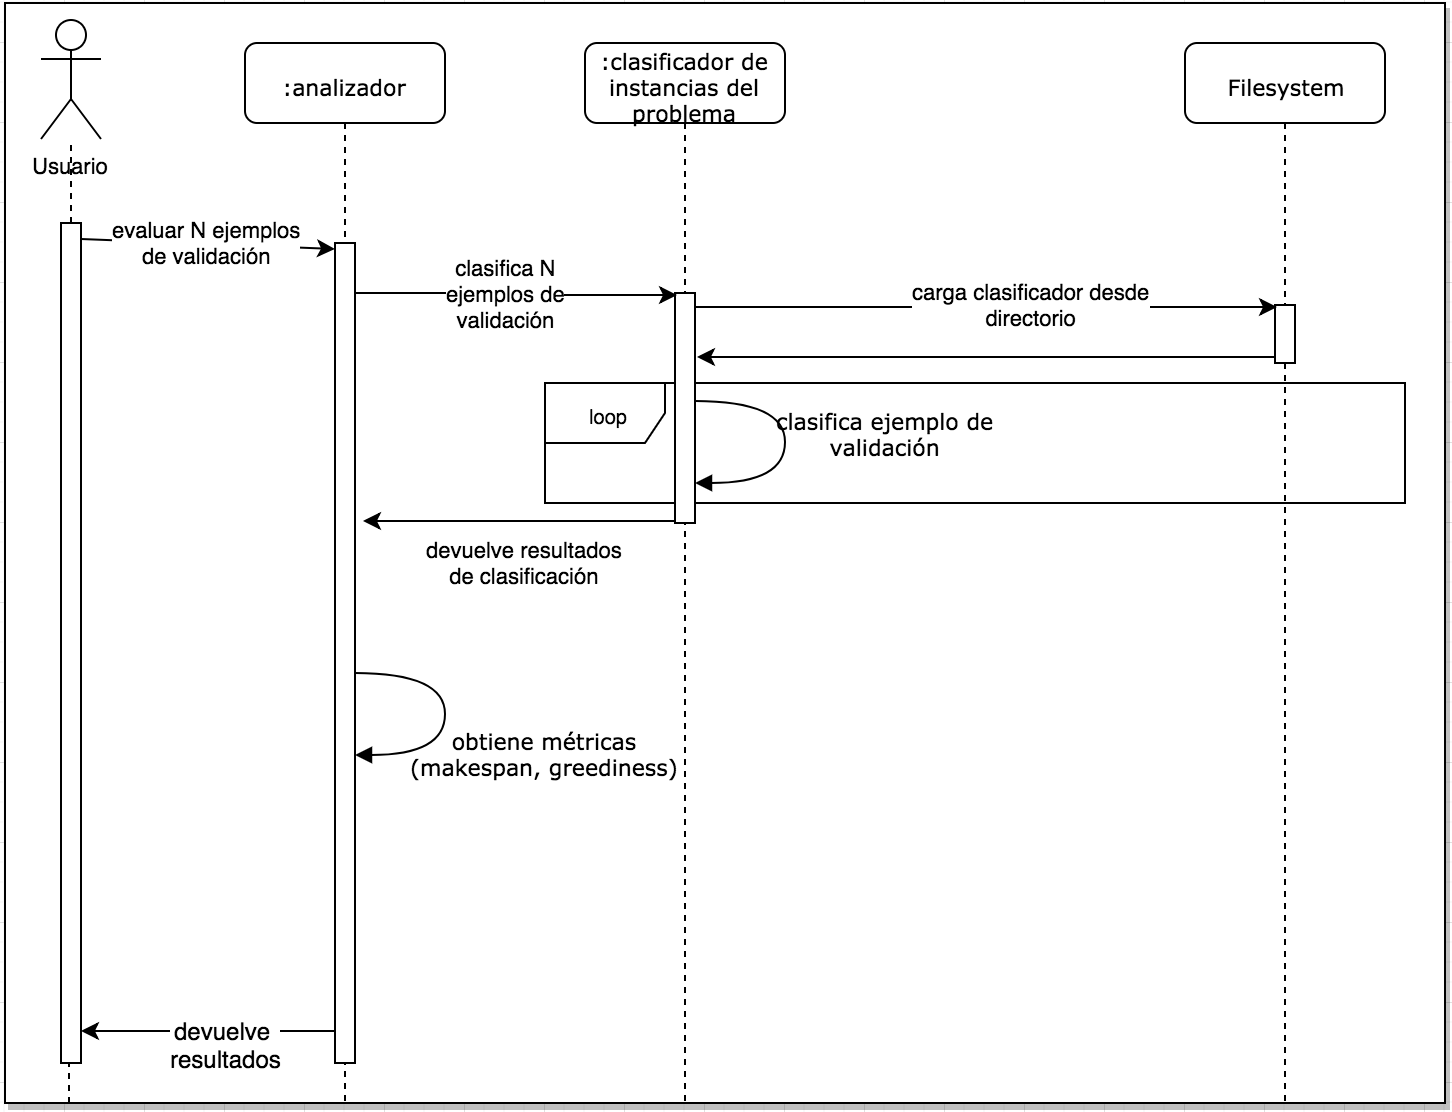 Usuario
:analizador
:clasificador de
instancias del
problema
Filesystem
evaluar N ejemplos
de validación
clasifica N
ejemplos de
validación
carga clasificador desde
directorio
loop
clasifica ejemplo de
validación
devuelve resultados
de clasificación
obtiene métricas
(makespan, greediness)
devuelve
resultados